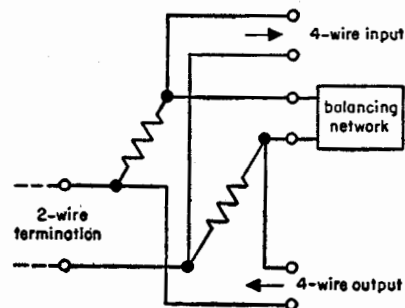 4-wire input
balancing
network
2-wire
termination
4-wire output